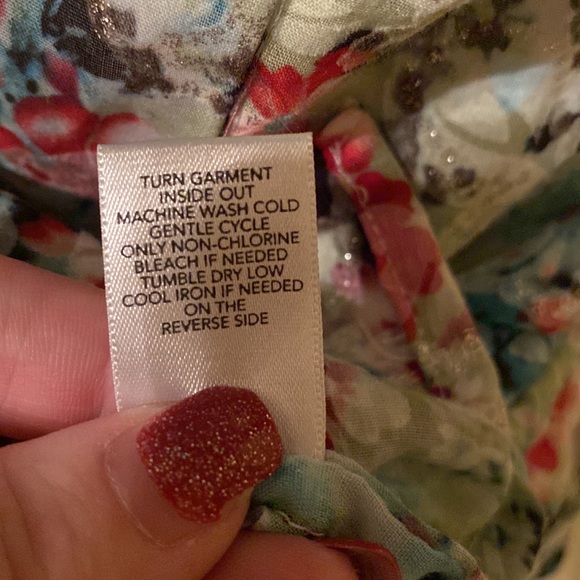 TURN GARMENT
INSIDE OUT
MACHINE WASH COLD
GENTLE CYCLE
ONLY NON-CHLORINE
BLEACH IF NEEDED
TUMBLE DRY LOW
COOL IRON IF NEEDED
ON THE
REVERSE SIDE